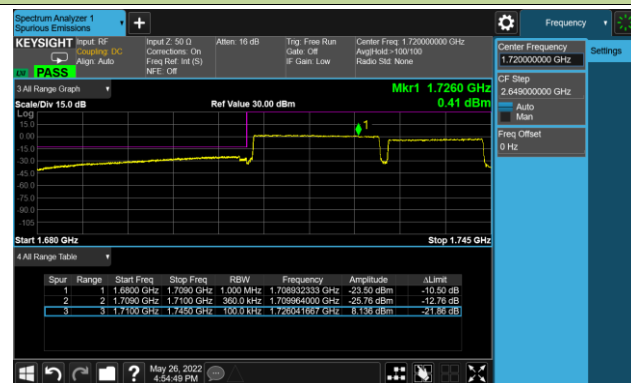 Spectrum Analyzer 1
Spurious Emissions
Frequency
KEYSIGHT
Input: RF
Coupling: DC
Align: Auto
Input Z: 50 Ω
Corrections: On
Freq Ref: Int (S)
NFE: Off
Atten: 16 dB
Trig: Free Run
Gate: Off
IF Gain: Low
Center Freq: 1.720000000 GHz
Avg|Hold:>100/100
Radio Std: None
PASS
Center Frequency
1.720000000 GHz
Settings
CF Step
2.649000000 GHz
Auto
Man
Freq Offset
0 Hz
3 All Range Graph
Mkr1 1.7260 GHz
Scale/Div 15.0 dB
Ref Value 30.00 dBm
0.41 dBm
Log
15.0
0.00
-15.0
-30.0
-45.0
-60.0
-75.0
-90.0
-105
1
Start 1.680 GHz
Stop 1.745 GHz
4 All Range Table
Spur Range Start Freq Stop Freq RBW Frequency Amplitude ΔLimit
1 1 1.6800 GHz 1.7090 GHz 1.000 MHz 1.708932333 GHz -23.50 dBm -10.50 dB
2 2 1.7090 GHz 1.7100 GHz 360.0 kHz 1.709964000 GHz -25.76 dBm -12.76 dB
3 3 1.7100 GHz 1.7450 GHz 100.0 kHz 1.726041667 GHz 8.136 dBm -21.86 dB
May 26, 2022
4:54:49 PM